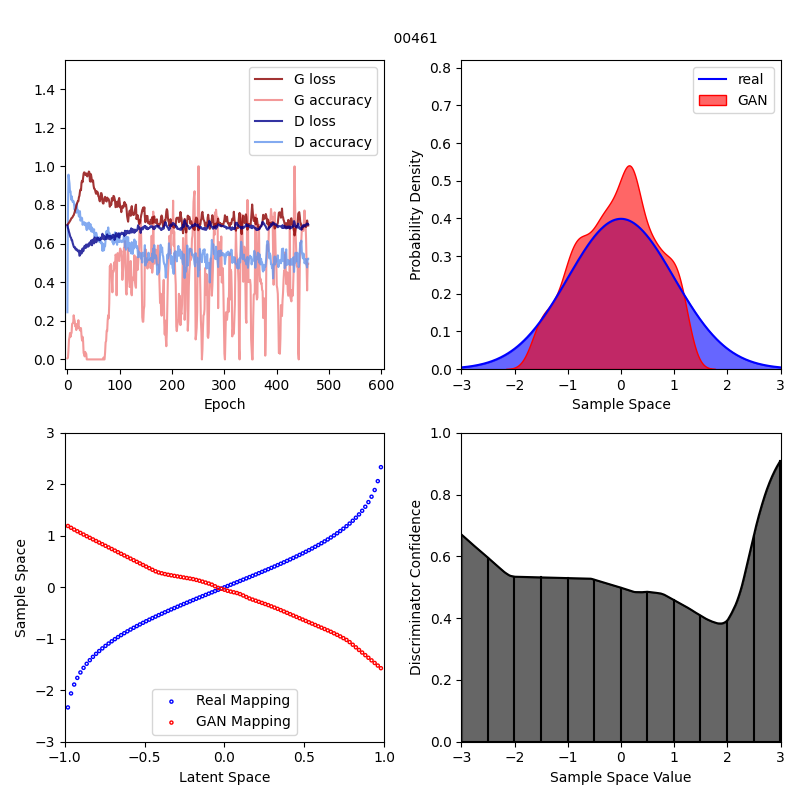 00461
1.4
1.2
1.0
0.8
0.6
0.4
0.2
0.0
0 100 200 300 400 500 600
Epoch
G loss
G accuracy
D loss
D accuracy
Probability Density
0.8
0.7
0.6
0.5
0.4
0.3
0.2
0.1
0.0
−3 −2 −1 0 1 2 3
Sample Space
real
GAN
Sample Space
3
2
1
0
−1
−2
−3
−1.0 −0.5 0.0 0.5 1.0
Latent Space
Real Mapping
GAN Mapping
Discriminator Confidence
1.0
0.8
0.6
0.4
0.2
0.0
−3 −2 −1 0 1 2 3
Sample Space Value